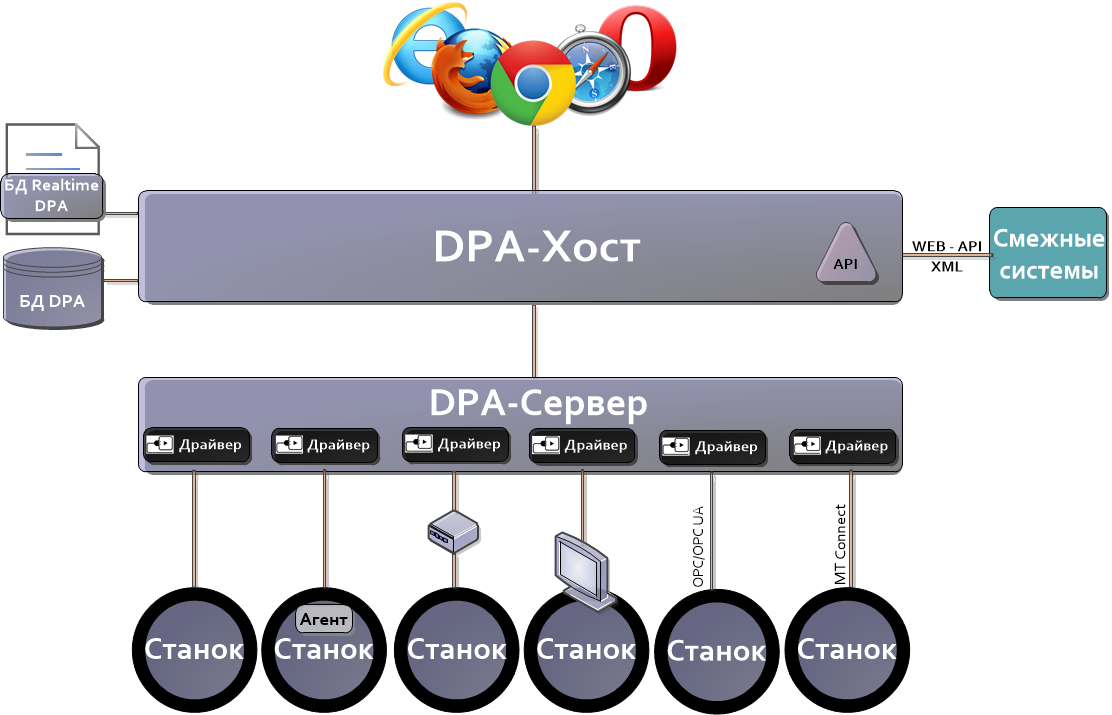 БД Realtime
DPA
БД DPA
DPA-Хост
API
WEB - API
XML
Смежные
системы
DPA-Сервер
Драйвер
Драйвер
Драйвер
Драйвер
Драйвер
Драйвер
OPC/OPC UA
MT Connect
Агент
Станок
Станок
Станок
Станок
Станок
Станок